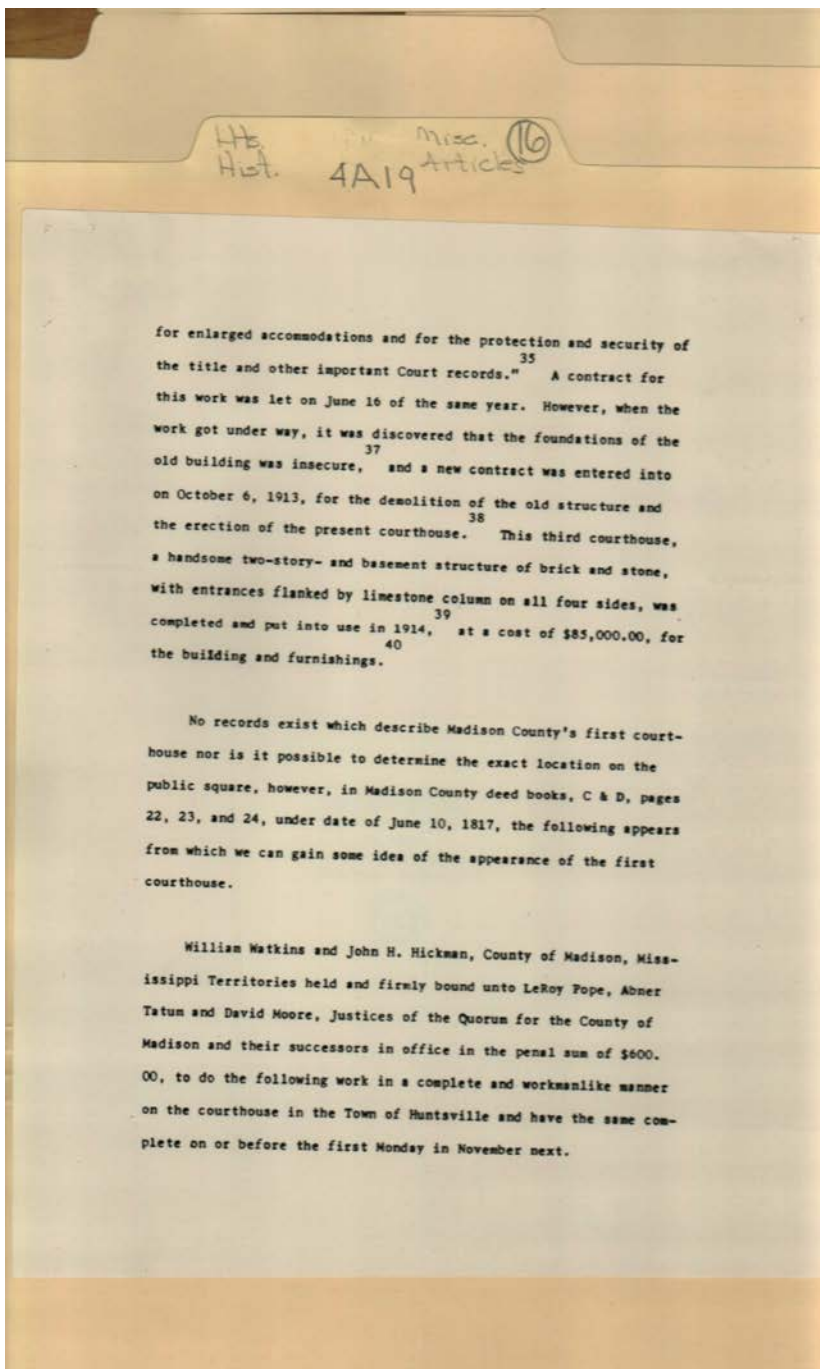 Hts. Misc. 16
Hist. 4A19 Articles
for enlarged accommodations and for the protection and security of
35
the title and other important Court records." A contract for
this work was let on June 16 of the same year. However, when the
work got under way, it was discovered that the foundations of the
37
old building was insecure, and a new contract was entered into
on October 6, 1913, for the demolition of the old structure and
38
the erection of the present courthouse. This third courthouse,
a handsome two-story- and basement structure of brick and stone,
with entrances flanked by limestone column on all four sides, was
39
completed and put into use in 1914, at a cost of $85,000.00, for
40
the building and furnishings.
No records exist which describe Madison County's first court-
house nor is it possible to determine the exact location on the
public square, however, in Madison County deed books, C & D, pages
22, 23, and 24, under date of June 10, 1817, the following appears
from which we can gain some idea of the appearance of the first
courthouse.
William Watkins and John H. Hickman, County of Madison, Miss-
issippi Territories held and firmly bound unto LeRoy Pope, Abner
Tatum and David Moore, Justices of the Quorum for the County of
Madison and their successors in office in the penal sum of $600.
00, to do the following work in a complete and workmanlike manner
on the courthouse in the Town of Huntsville and have the same com-
plete on or before the first Monday in November next.